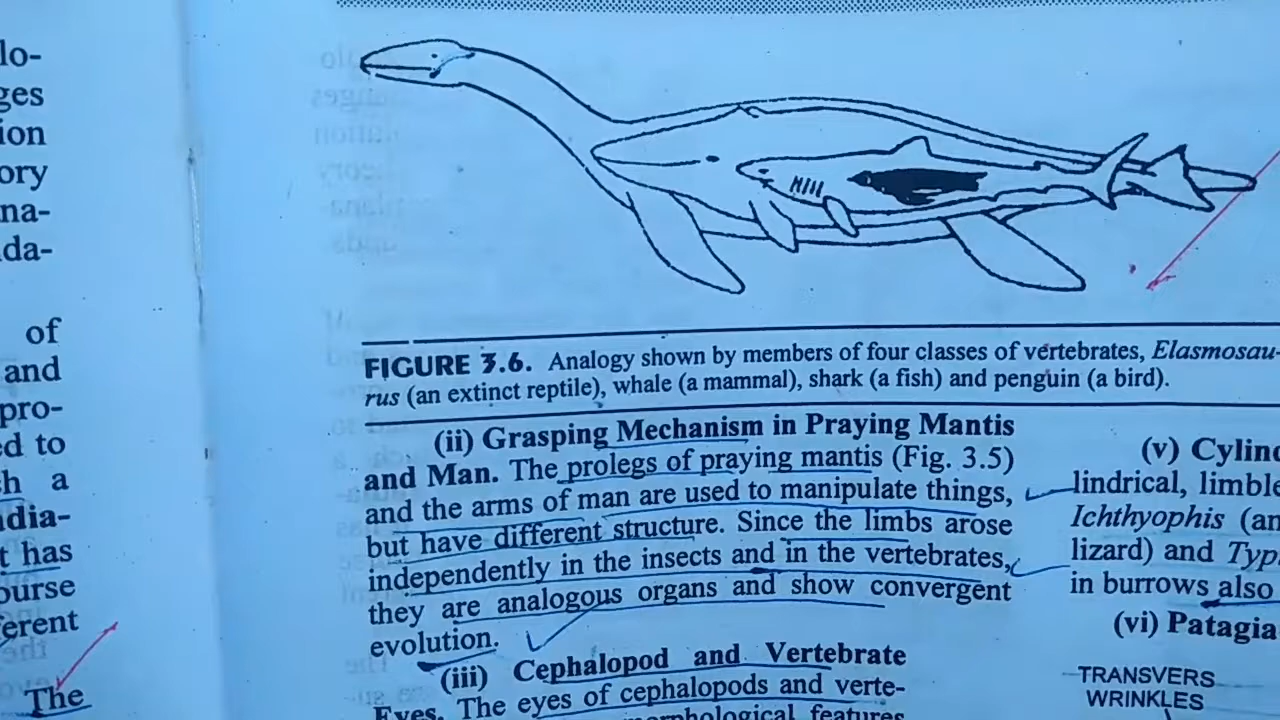 lo-
ges
ion
ory
na-
da-
of
and
pro-
ed to
ch a
dia-
t has
ourse
erent
The
FIGURE 3.6. Analogy shown by members of four classes of vertebrates, Elasmosau-
rus (an extinct reptile), whale (a mammal), shark (a fish) and penguin (a bird).
(ii) Grasping Mechanism in Praying Mantis
and Man. The prolegs of praying mantis (Fig. 3.5)
and the arms of man are used to manipulate things,
but have different structure. Since the limbs arose
independently in the insects and in the vertebrates,
they are analogous organs and show convergent
evolution.
(iii) Cephalopod and Vertebrate
Eyes. The eyes of cephalopods and verte-
morphological features
(v) Cylin
lindrical, limble
Ichthyophis (an
lizard) and Typ
in burrows also
(vi) Patagia
TRANSVERS
WRINKLES